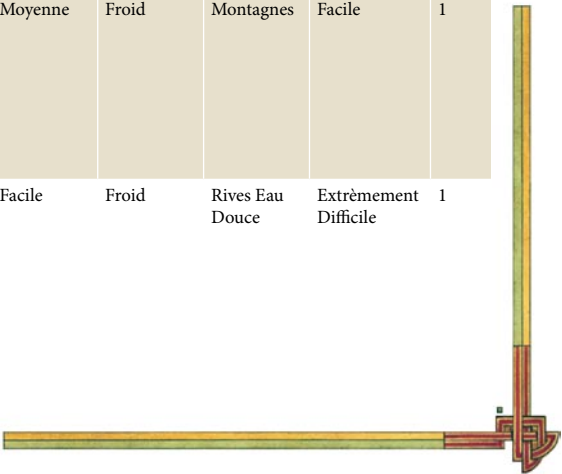 Moyenne Froid Montagnes Facile 1
Facile Froid Rives Eau Extrèmement 1
Douce Difficile